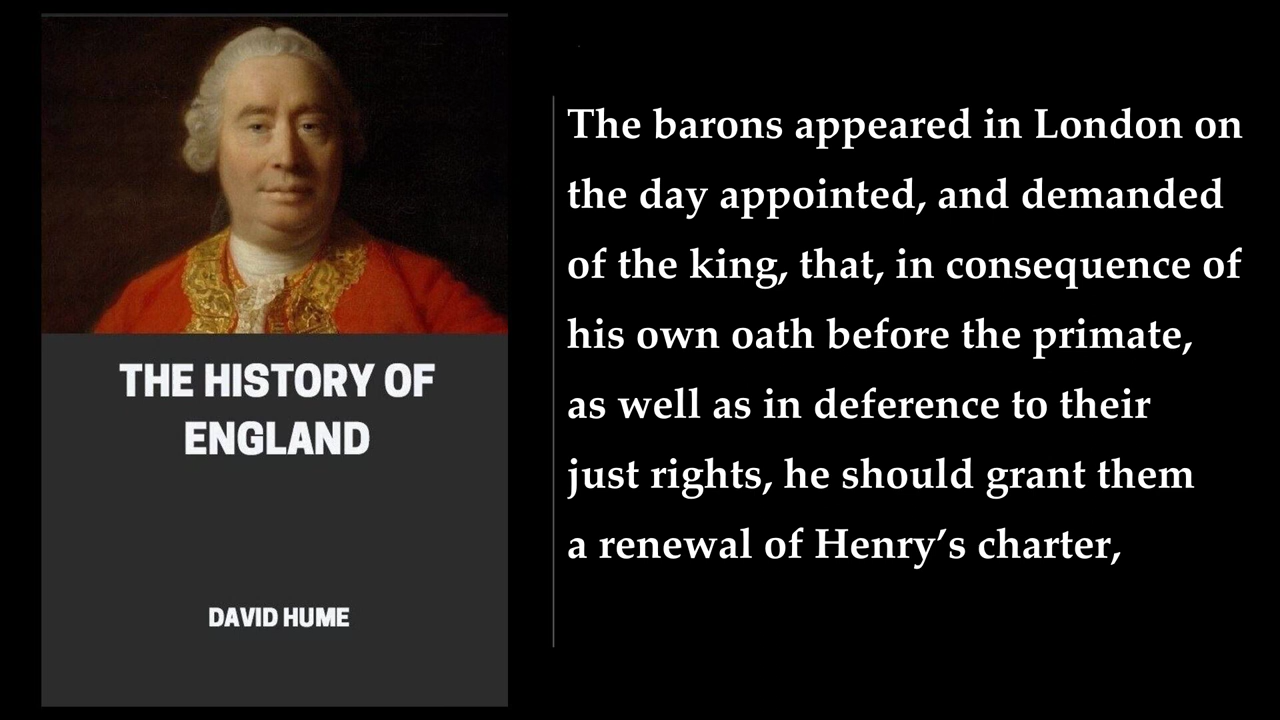 THE HISTORY OF
ENGLAND
DAVID HUME
The barons appeared in London on
the day appointed, and demanded
of the king, that, in consequence of
his own oath before the primate,
as well as in deference to their
just rights, he should grant them
a renewal of Henry’s charter,